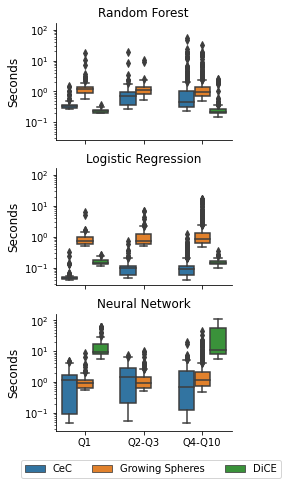 Random Forest
10²
10¹
10⁰
10⁻¹
Seconds
Logistic Regression
10²
10¹
10⁰
10⁻¹
Seconds
Neural Network
10²
10¹
10⁰
10⁻¹
Seconds
Q1 Q2-Q3 Q4-Q10
CeC Growing Spheres DiCE